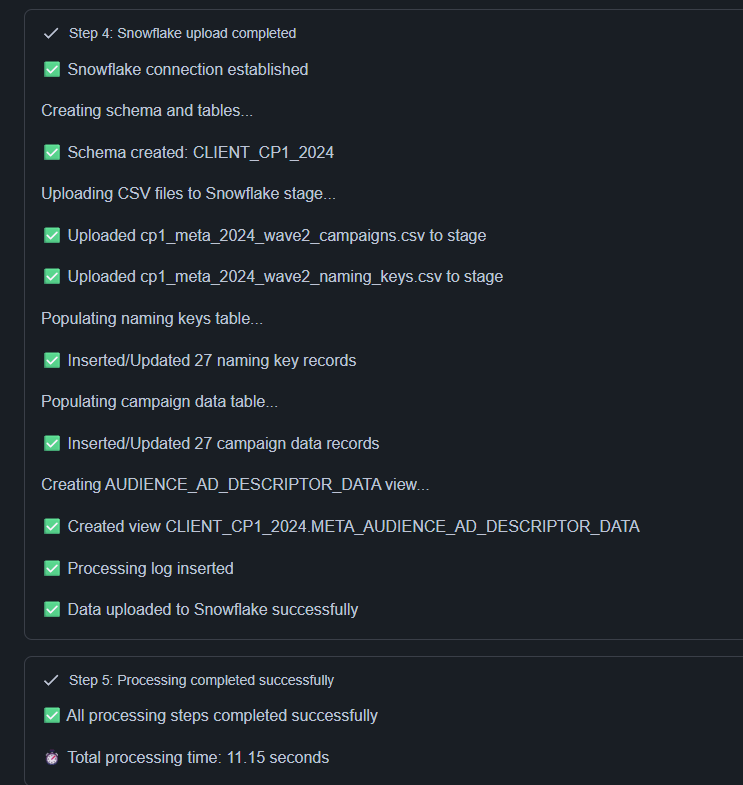 Step 4: Snowflake upload completed
Snowflake connection established
Creating schema and tables...
Schema created: CLIENT_CP1_2024
Uploading CSV files to Snowflake stage...
Uploaded cp1_meta_2024_wave2_campaigns.csv to stage
Uploaded cp1_meta_2024_wave2_naming_keys.csv to stage
Populating naming keys table...
Inserted/Updated 27 naming key records
Populating campaign data table...
Inserted/Updated 27 campaign data records
Creating AUDIENCE_AD_DESCRIPTOR_DATA view...
Created view CLIENT_CP1_2024.META_AUDIENCE_AD_DESCRIPTOR_DATA
Processing log inserted
Data uploaded to Snowflake successfully
Step 5: Processing completed successfully
All processing steps completed successfully
Total processing time: 11.15 seconds